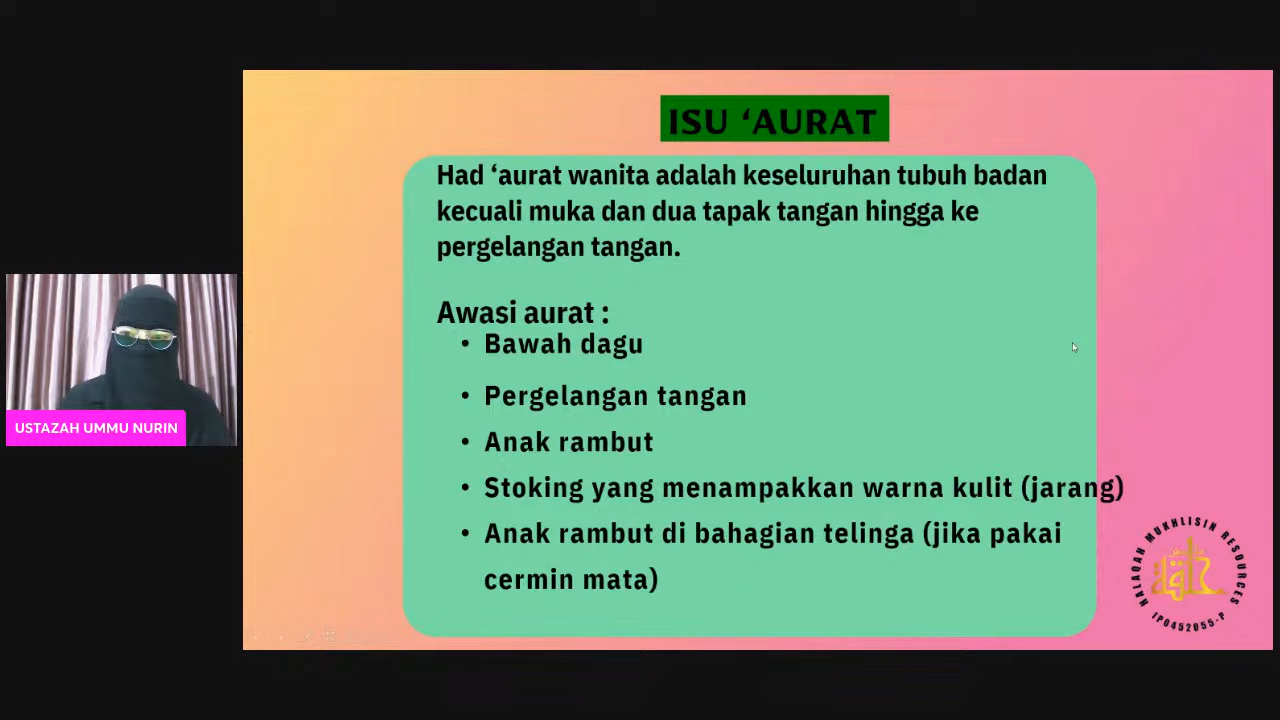 ISU ‘AURAT
Had ‘aurat wanita adalah keseluruhan tubuh badan
kecuali muka dan dua tapak tangan hingga ke
pergelangan tangan.
Awasi aurat :
• Bawah dagu
• Pergelangan tangan
• Anak rambut
• Stoking yang menampakkan warna kulit (jarang)
• Anak rambut di bahagian telinga (jika pakai
cermin mata)
USTAZAH UMMU NURIN
HALAQAH MUKHLISIN RESOURCES
IP0452055-P